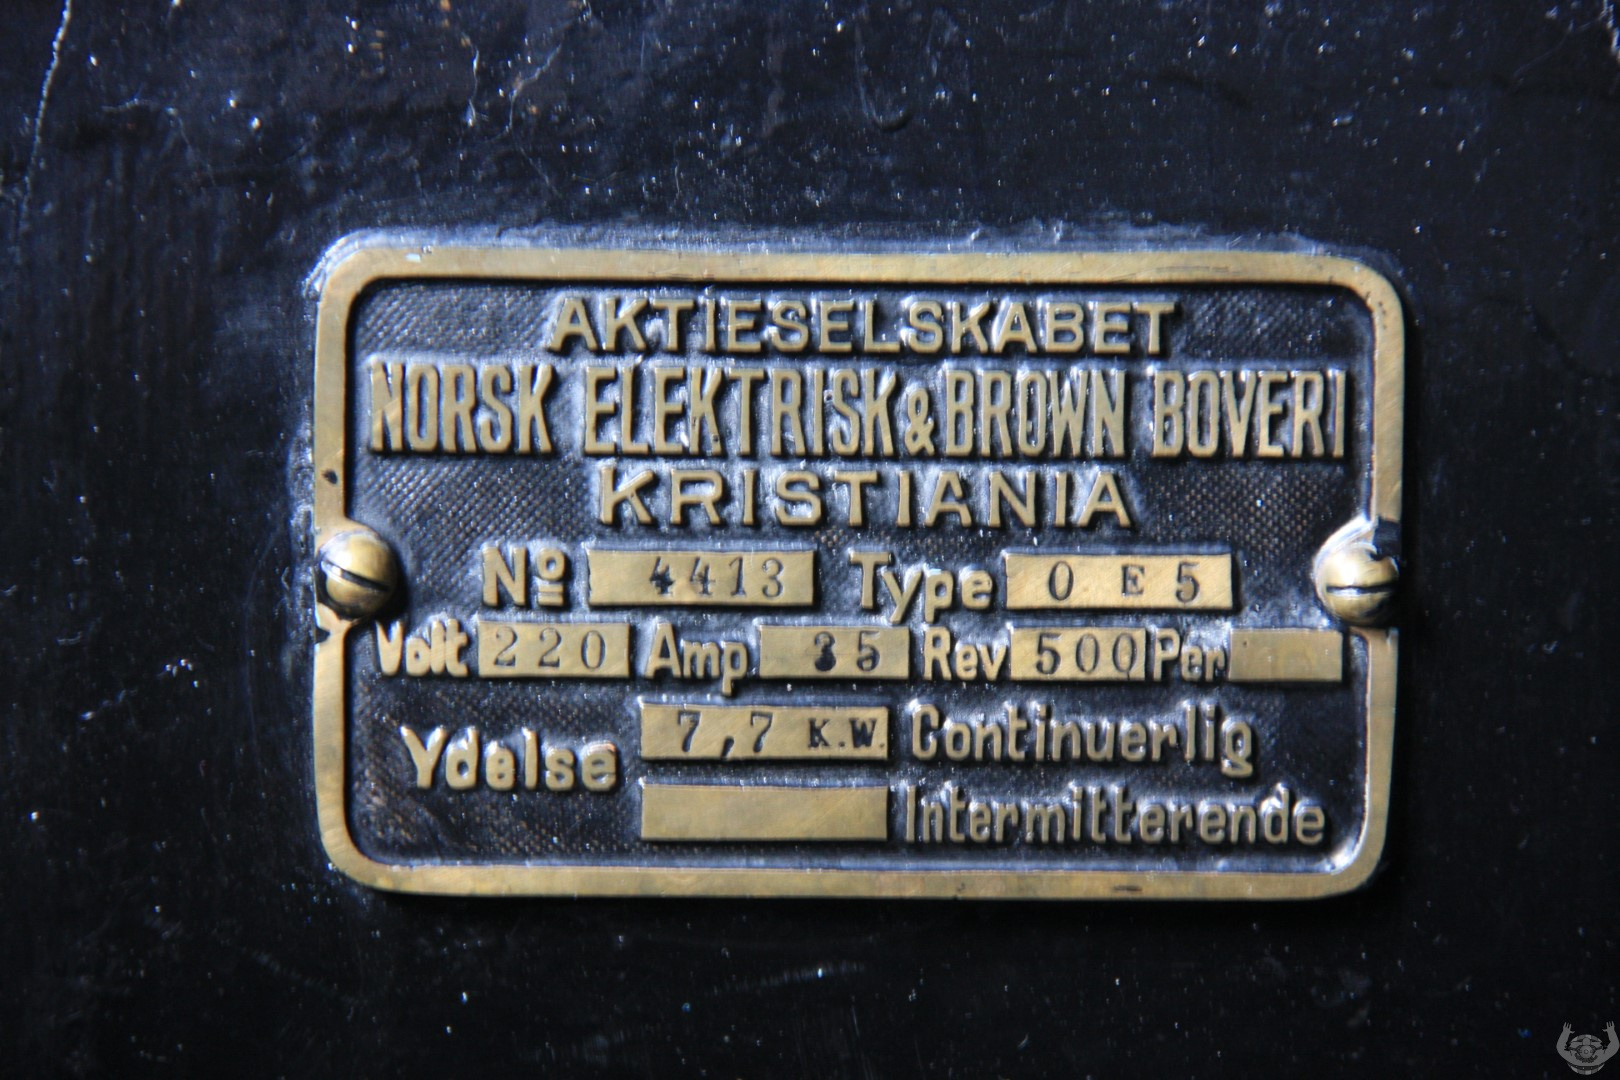 AKTIESELSKABET
NORSK ELEKTRISK & BROWN BOVERI
KRISTIANIA
Nº 4413 Type O E 5
Volt 220 Amp 35 Rev 500 Per
Ydelse 7,7 K.W. Continuerlig
Intermitterende